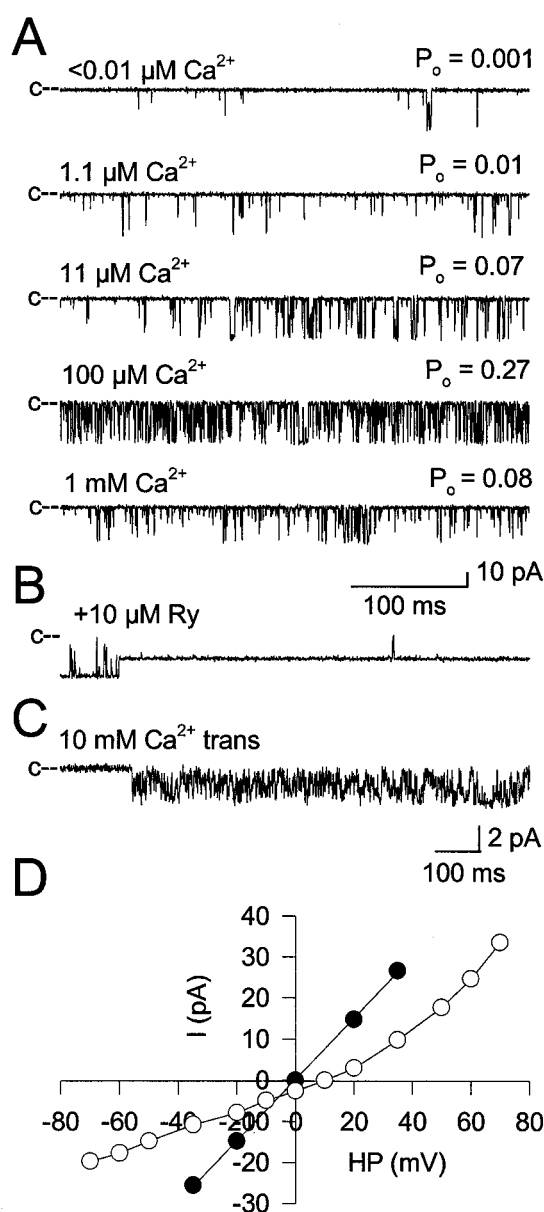 A
<0.01 µM Ca²⁺ Pₒ = 0.001
c--
1.1 µM Ca²⁺ Pₒ = 0.01
c--
11 µM Ca²⁺ Pₒ = 0.07
c--
100 µM Ca²⁺ Pₒ = 0.27
c--
1 mM Ca²⁺ Pₒ = 0.08
c--
10 pA
100 ms
B
+10 µM Ry
c--
C
10 mM Ca²⁺ trans
c--
2 pA
100 ms
D
40
30
20
10
0
-10
-20
-30
I (pA)
-80 -60 -40 -20 0 20 40 60 80
HP (mV)